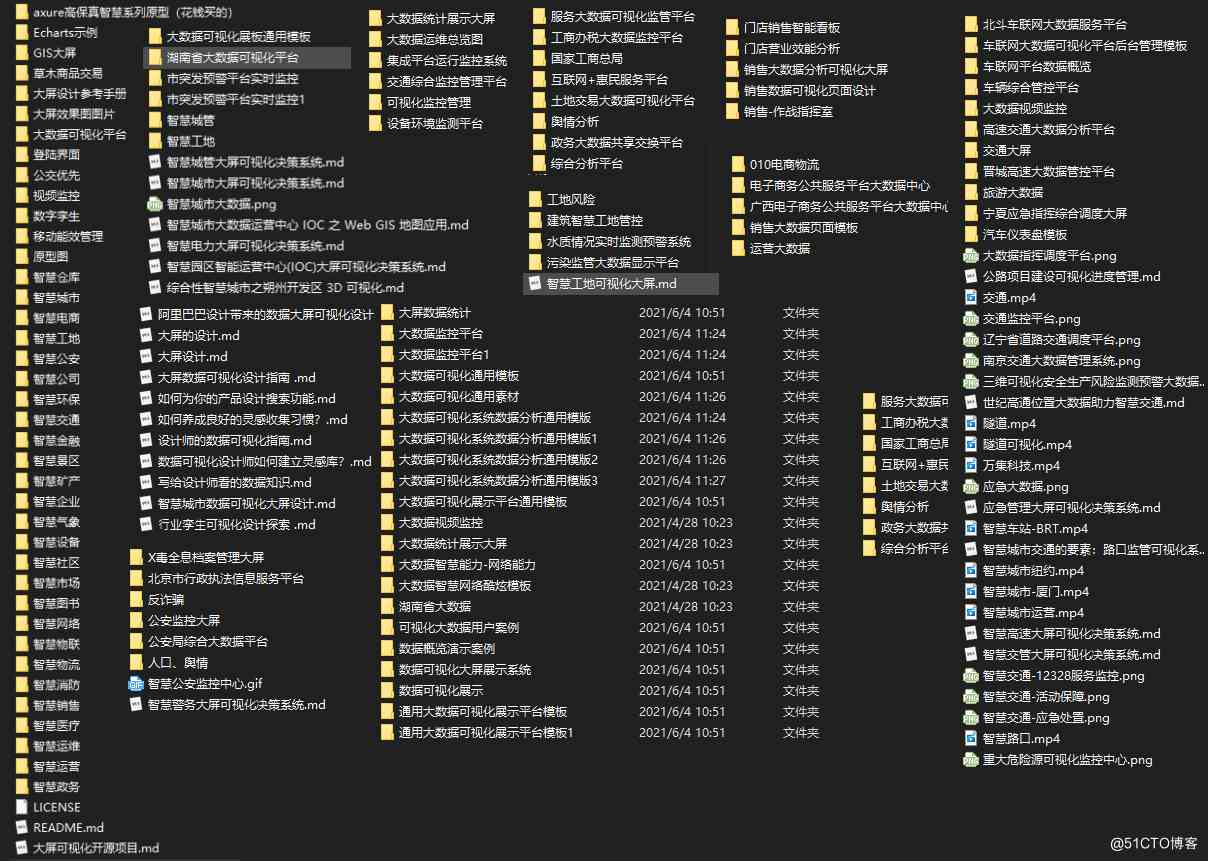 axure高保真智慧系列原型（花钱买的）
Echarts示例
GIS大屏
草木商品交易
大屏设计参考手册
大屏效果图图片
大数据可视化平台
登陆界面
公交优先
视频监控
数字孪生
移动能效管理
原型图
智慧仓库
智慧城市
智慧电商
智慧工地
智慧公安
智慧公司
智慧环保
智慧交通
智慧金融
智慧景区
智慧矿产
智慧企业
智慧气象
智慧设备
智慧社区
智慧市场
智慧图书
智慧网络
智慧物联
智慧物流
智慧消防
智慧销售
智慧医疗
智慧运维
智慧运营
智慧政务
LICENSE
README.md
大屏可视化开源项目.md
大数据可视化展板通用模板
湖南省大数据可视化平台
市突发预警平台实时监控
市突发预警平台实时监控1
智慧城管
智慧工地
智慧城管大屏可视化决策系统.md
智慧城市大屏可视化决策系统.md
智慧城市大数据.png
智慧城市大数据运营中心 IOC 之 Web GIS 地图应用.md
智慧电力大屏可视化决策系统.md
智慧园区智能运营中心(IOC)大屏可视化决策系统.md
综合性智慧城市之朔州开发区 3D 可视化.md
阿里巴巴设计带来的数据大屏可视化设计
大屏的设计.md
大屏设计.md
大屏数据可视化设计指南 .md
如何为你的产品设计搜索功能.md
如何养成良好的灵感收集习惯？.md
设计师的数据可视化指南.md
数据可视化设计师如何建立灵感库？.md
写给设计师看的数据知识.md
智慧城市数据可视化大屏设计.md
行业孪生可视化设计探索 .md
X毒全息档案管理大屏
北京市行政执法信息服务平台
反诈骗
公安监控大屏
公安局综合大数据平台
人口、舆情
智慧公安监控中心.gif
智慧警务大屏可视化决策系统.md
大数据统计展示大屏
大数据运维总览图
集成平台运行监控系统
交通综合监控管理平台
可视化监控管理
设备环境监测平台
大屏数据统计 2021/6/4 10:51 文件夹
大数据监控平台 2021/6/4 11:24 文件夹
大数据监控平台1 2021/6/4 11:24 文件夹
大数据可视化通用模板 2021/6/4 10:51 文件夹
大数据可视化通用素材 2021/6/4 11:26 文件夹
大数据可视化系统数据分析通用模版 2021/6/4 11:24 文件夹
大数据可视化系统数据分析通用模版1 2021/6/4 11:26 文件夹
大数据可视化系统数据分析通用模版2 2021/6/4 11:26 文件夹
大数据可视化系统数据分析通用模版3 2021/6/4 11:27 文件夹
大数据可视化展示平台通用模板 2021/6/4 10:51 文件夹
大数据视频监控 2021/4/28 10:23 文件夹
大数据统计展示大屏 2021/4/28 10:23 文件夹
大数据智慧能力-网络能力 2021/6/4 10:51 文件夹
大数据智慧网络酷炫模板 2021/4/28 10:23 文件夹
湖南省大数据 2021/4/28 10:23 文件夹
可视化大数据用户案例 2021/6/4 10:51 文件夹
数据概览演示案例 2021/6/4 10:51 文件夹
数据可视化大屏展示系统 2021/6/4 10:51 文件夹
数据可视化展示 2021/6/4 10:51 文件夹
通用大数据可视化展示平台模板 2021/6/4 10:51 文件夹
通用大数据可视化展示平台模板1 2021/6/4 10:51 文件夹
服务大数据可视化监管平台
工商办税大数据监控平台
国家工商总局
互联网+惠民服务平台
土地交易大数据可视化平台
舆情分析
政务大数据共享交换平台
综合分析平台
工地风险
建筑智慧工地管控
水质情况实时监测预警系统
污染监管大数据显示平台
智慧工地可视化大屏.md
门店销售智能看板
门店营业效能分析
销售大数据分析可视化大屏
销售数据可视化页面设计
销售-作战指挥室
010电商物流
电子商务公共服务平台大数据中心
广西电子商务公共服务平台大数据中心
销售大数据页面模板
运营大数据
服务大数据可
工商办税大数
国家工商总局
互联网+惠民
土地交易大数
舆情分析
政务大数据共
综合分析平台
北斗车联网大数据服务平台
车联网大数据可视化平台后台管理模板
车联网平台数据概览
车辆综合管控平台
大数据视频监控
高速交通大数据分析平台
交通大屏
晋城高速大数据管控平台
旅游大数据
宁夏应急指挥综合调度大屏
汽车仪表盘模板
大数据指挥调度平台.png
公路项目建设可视化进度管理.md
交通.mp4
交通监控平台.png
辽宁省道路交通调度平台.png
南京交通大数据管理系统.png
三维可视化安全生产风险监测预警大数据..
世纪高通位置大数据助力智慧交通.md
隧道.mp4
隧道可视化.mp4
万集科技.mp4
应急大数据.png
应急管理大屏可视化决策系统.md
智慧车站-BRT.mp4
智慧城市交通的要素：路口监管可视化系..
智慧城市纽约.mp4
智慧城市-厦门.mp4
智慧城市运营.mp4
智慧高速大屏可视化决策系统.md
智慧交管大屏可视化决策系统.md
智慧交通-12328服务监控.png
智慧交通-活动保障.png
智慧交通-应急处置.png
智慧路口.mp4
重大危险源可视化监控中心.png
@51CTO博客